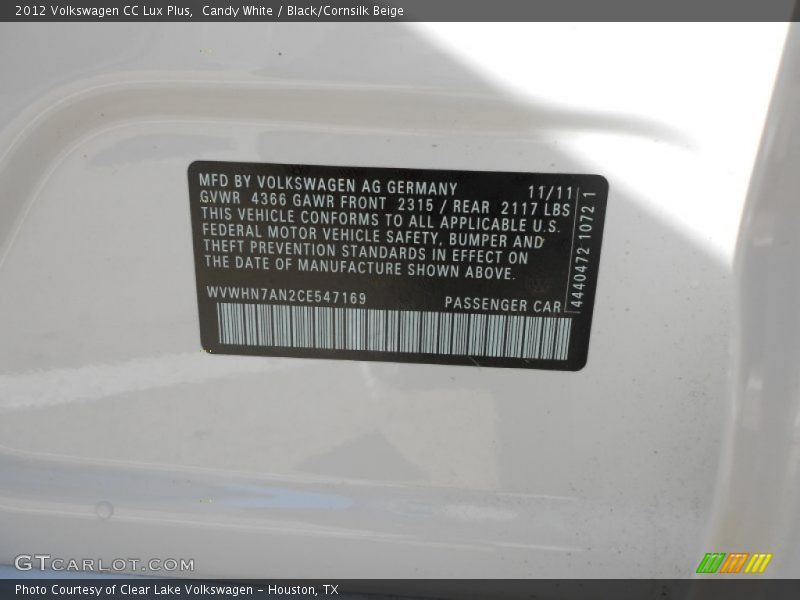 2012 Volkswagen CC Lux Plus,  Candy White / Black/Cornsilk Beige
MFD BY VOLKSWAGEN AG GERMANY 11/11
GVWR 4366 GAWR FRONT 2315 / REAR 2117 LBS
THIS VEHICLE CONFORMS TO ALL APPLICABLE U.S.
FEDERAL MOTOR VEHICLE SAFETY, BUMPER AND
THEFT PREVENTION STANDARDS IN EFFECT ON
THE DATE OF MANUFACTURE SHOWN ABOVE.
WVWHN7AN2CE547169 PASSENGER CAR
4440472 1072 1
GTCARLOT.COM
Photo Courtesy of Clear Lake Volkswagen - Houston, TX